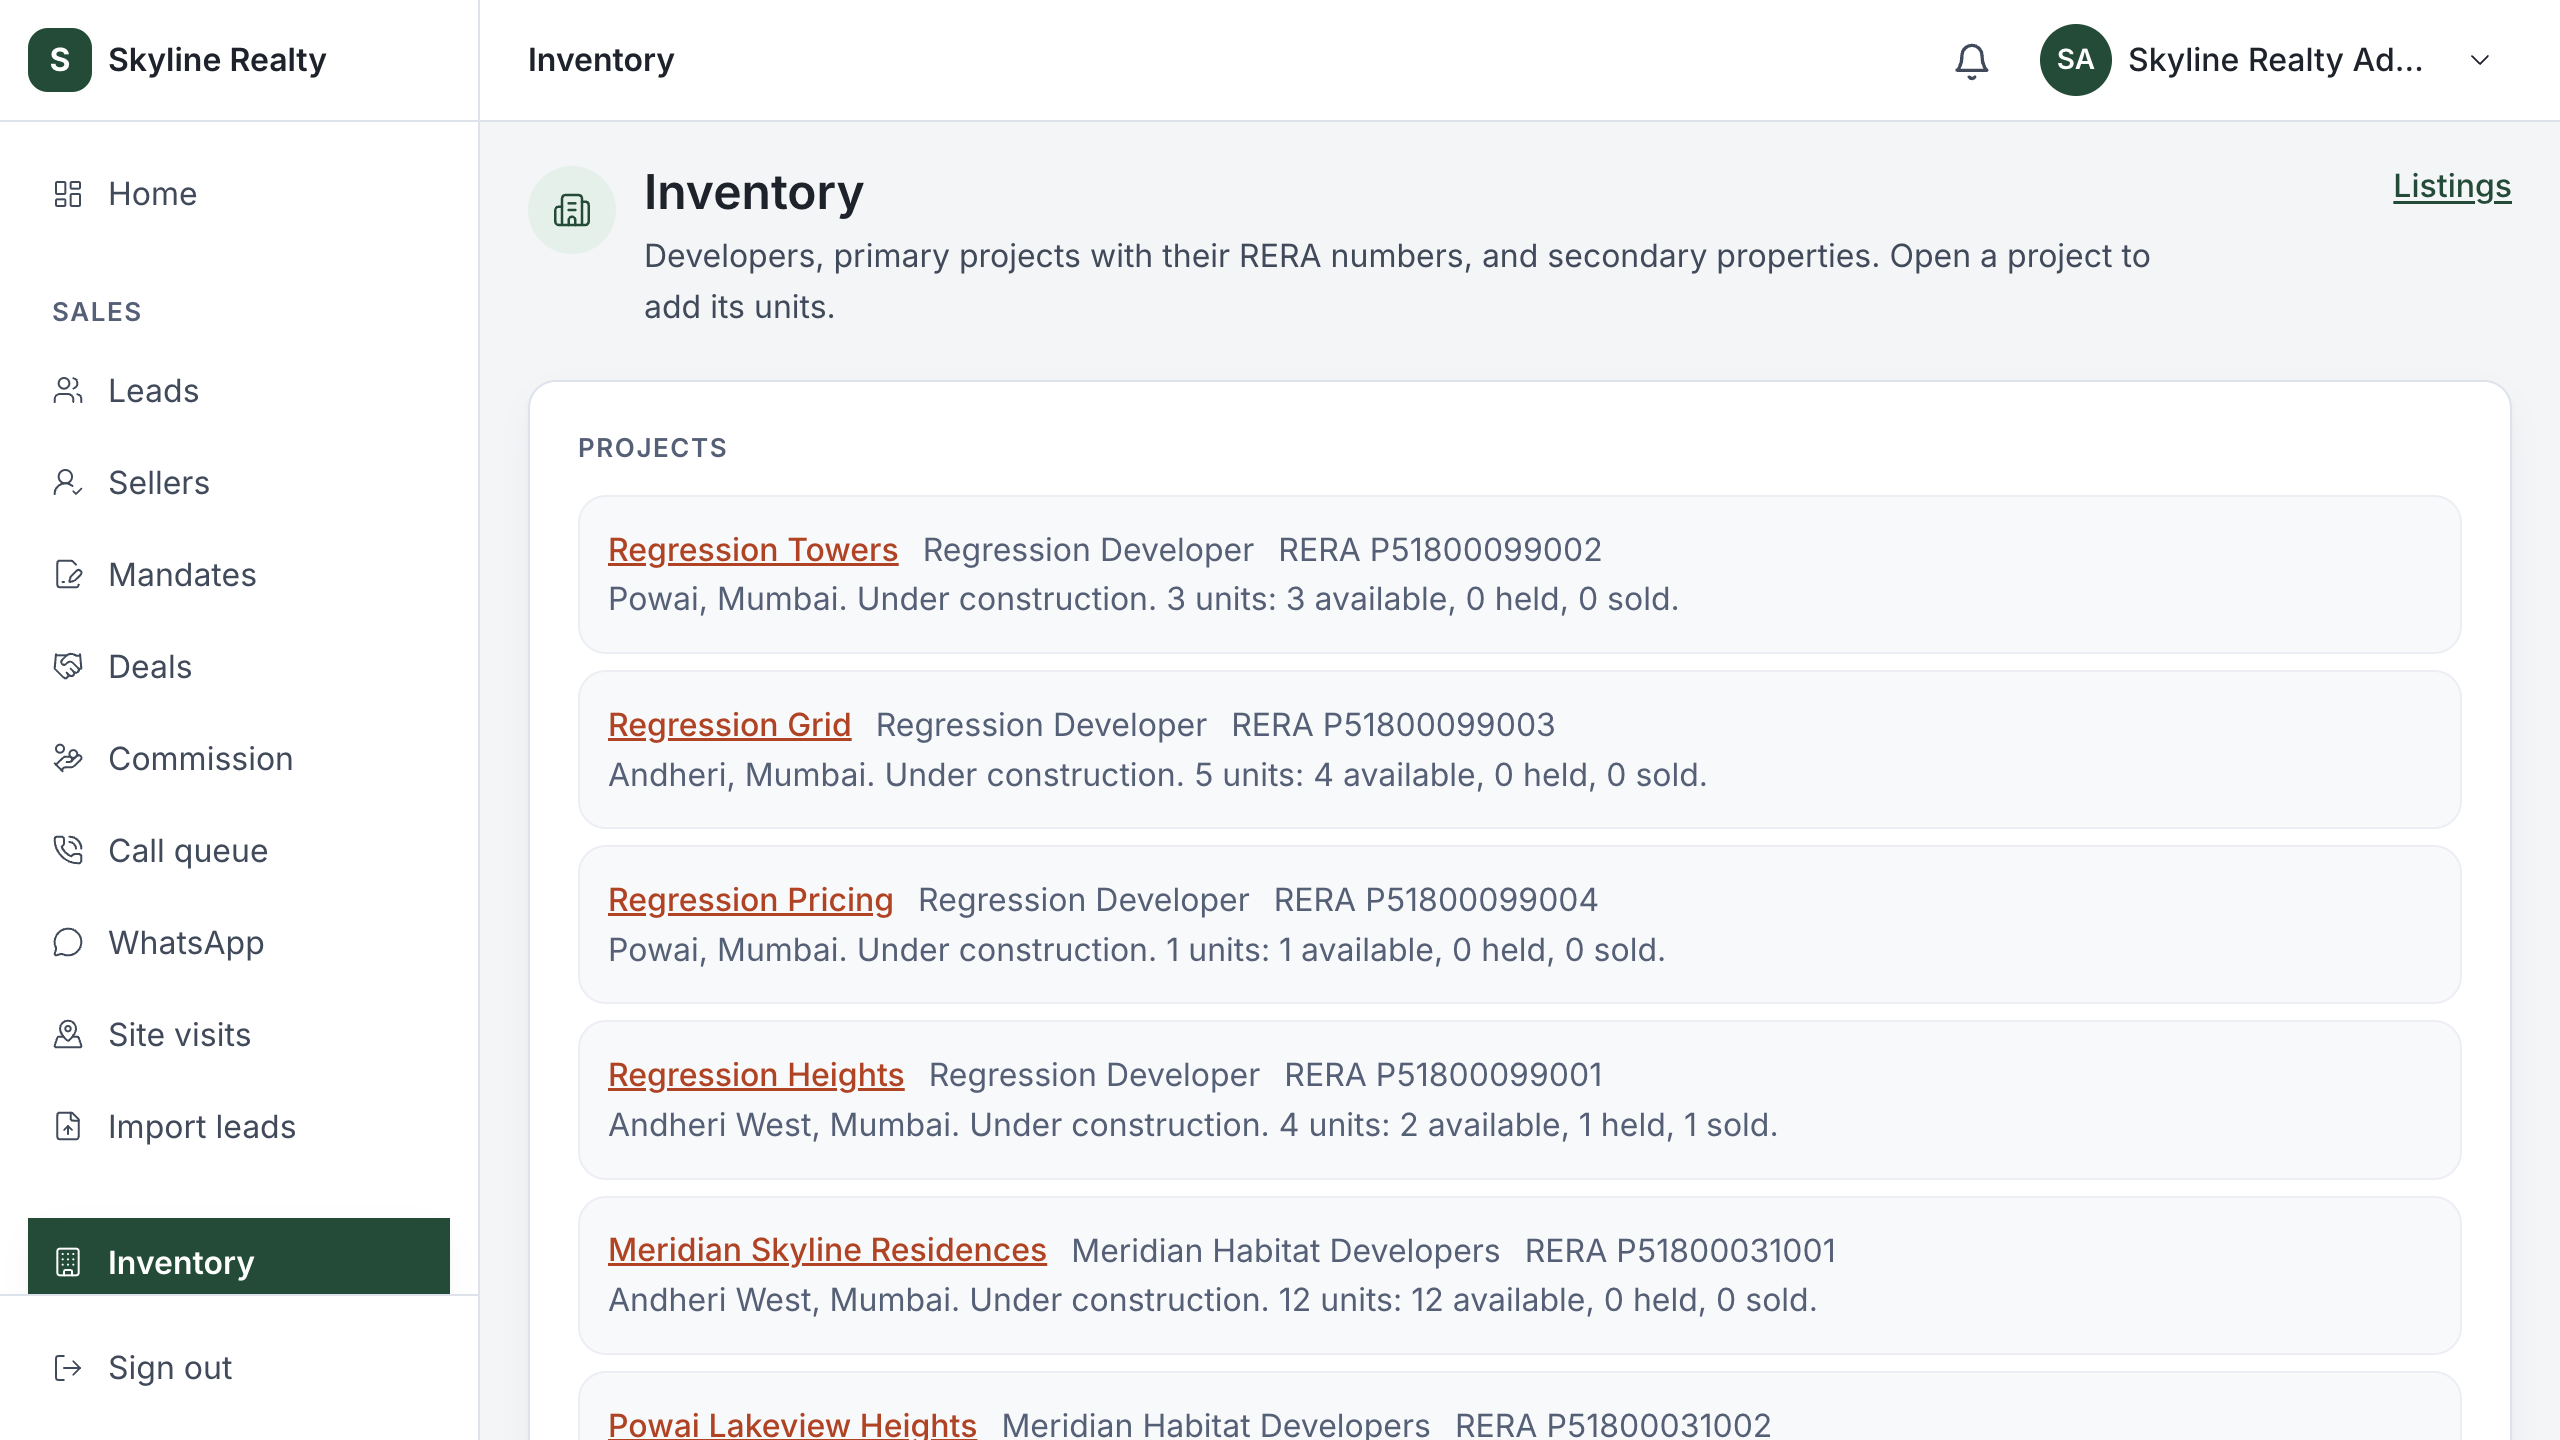 S Skyline Realty
Inventory
SA Skyline Realty Ad...
Home
SALES
Leads
Sellers
Mandates
Deals
Commission
Call queue
WhatsApp
Site visits
Import leads
Inventory
Sign out
Inventory
Listings
Developers, primary projects with their RERA numbers, and secondary properties. Open a project to
add its units.
PROJECTS
Regression Towers Regression Developer RERA P51800099002
Powai, Mumbai. Under construction. 3 units: 3 available, 0 held, 0 sold.
Regression Grid Regression Developer RERA P51800099003
Andheri, Mumbai. Under construction. 5 units: 4 available, 0 held, 0 sold.
Regression Pricing Regression Developer RERA P51800099004
Powai, Mumbai. Under construction. 1 units: 1 available, 0 held, 0 sold.
Regression Heights Regression Developer RERA P51800099001
Andheri West, Mumbai. Under construction. 4 units: 2 available, 1 held, 1 sold.
Meridian Skyline Residences Meridian Habitat Developers RERA P51800031001
Andheri West, Mumbai. Under construction. 12 units: 12 available, 0 held, 0 sold.
Powai Lakeview Heights Meridian Habitat Developers RERA P51800031002